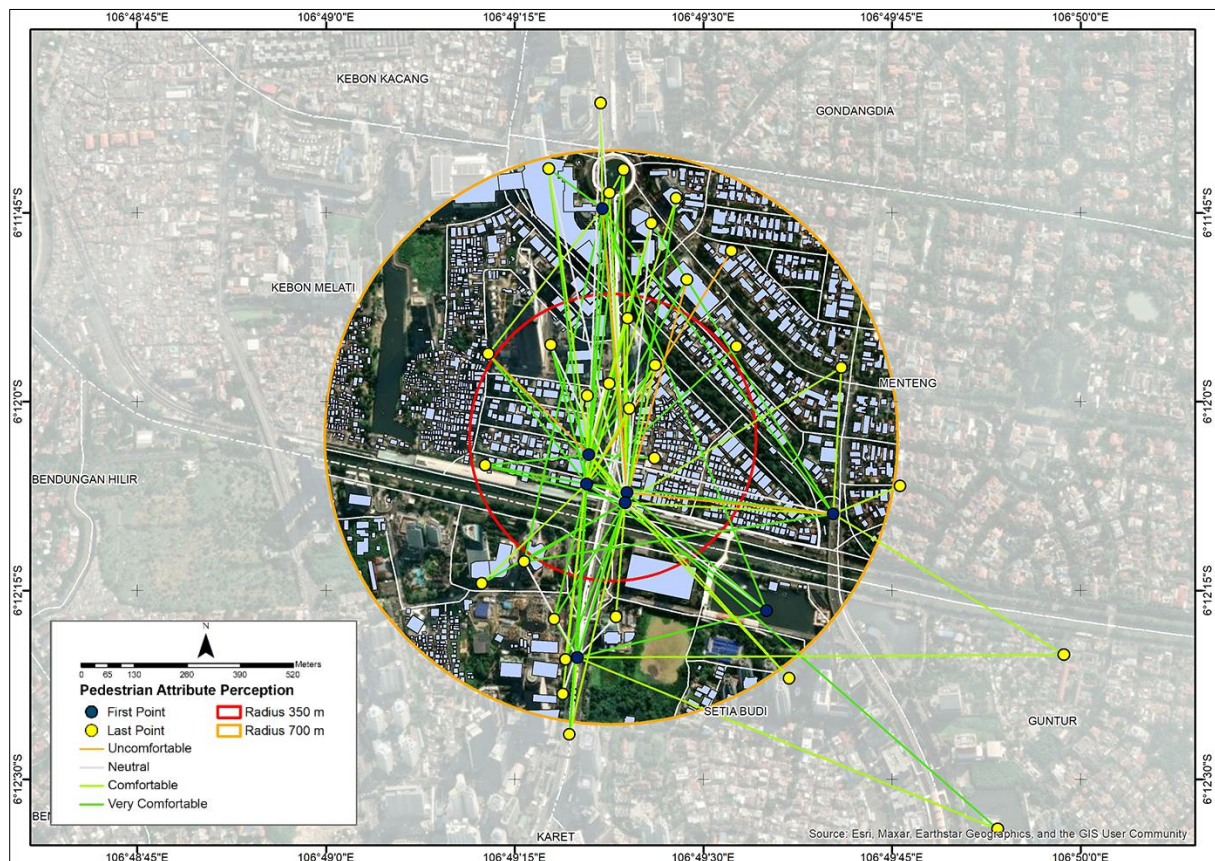 106°48'45"E 106°49'0"E 106°49'15"E 106°49'30"E 106°49'45"E 106°50'0"E
KEBON KACANG
GONDANGDIA
6°11'45"S 6°11'45"S
KEBON MELATI
MENTENG
6°12'0"S 6°12'0"S
BENDUNGAN HILIR
6°12'15"S 6°12'15"S
N
0 65 130 260 390 520 Meters
Pedestrian Attribute Perception
First Point Radius 350 m
Last Point Radius 700 m
Uncomfortable
Neutral
Comfortable
Very Comfortable
SETIA BUDI
GUNTUR
6°12'30"S 6°12'30"S
BEN
KARET
Source: Esri, Maxar, Earthstar Geographics, and the GIS User Community
106°48'45"E 106°49'0"E 106°49'15"E 106°49'30"E 106°49'45"E 106°50'0"E